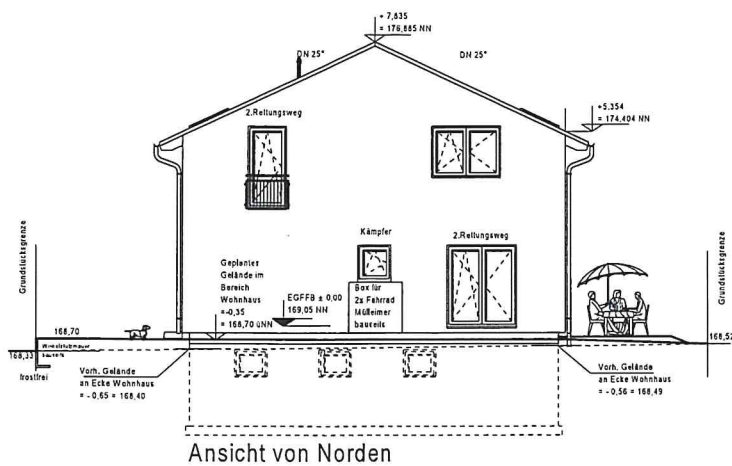 + 7,835
= 176,885 NN
DN 25°
DN 25°
+5,354
= 174,404 NN
2.Rettungsweg
Kämpfer
2.Rettungsweg
Grundstücksgrenze
Grundstücksgrenze
Geplantes
Gelände im
Bereich
Wohnhaus
=-0,35
= 168,70 üNN
EGFFB ± 0,00
169,05 NN
Box für
2x Fahrrad
Mülleimer
bauseits
168,70
168,52
Winkelstützmauer
bauseits
168,33
frostfrei
Vorh. Gelände
an Ecke Wohnhaus
= - 0,65 = 168,40
Vorh. Gelände
an Ecke Wohnhaus
= - 0,56 = 168,49
Ansicht von Norden